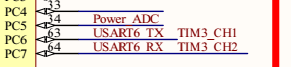 PC4 33
PC5 34 Power_ADC
PC6 63 USART6_TX TIM3_CH1
PC7 64 USART6_RX TIM3_CH2